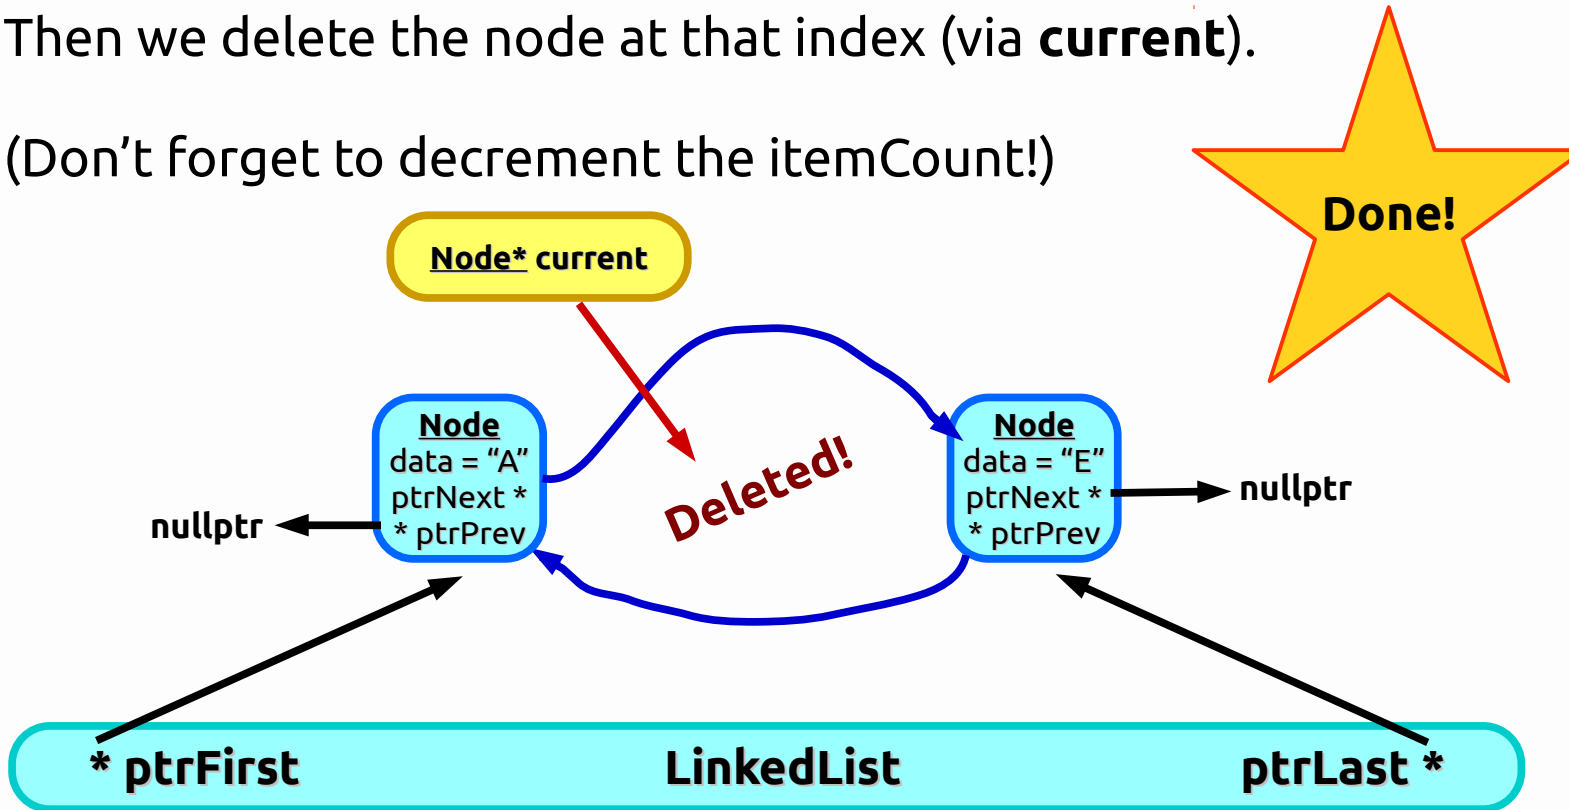 Then we delete the node at that index (via current).
(Don’t forget to decrement the itemCount!)
Done!
Node* current
Node
data = “A”
ptrNext *
* ptrPrev
nullptr
Deleted!
Node
data = “E”
ptrNext *
* ptrPrev
nullptr
* ptrFirst
LinkedList
ptrLast *